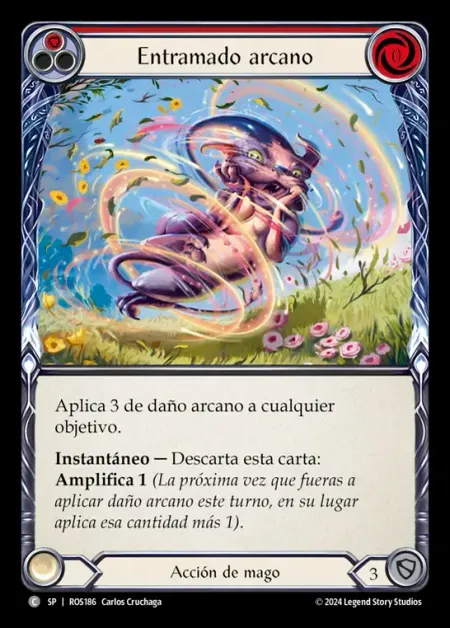 Entramado arcano
Aplica 3 de daño arcano a cualquier
objetivo.
Instantáneo — Descarta esta carta:
Amplifica 1 (La próxima vez que fueras a
aplicar daño arcano este turno, en su lugar
aplica esa cantidad más 1).
Acción de mago
3
C SP | ROS186 Carlos Cruchaga
© 2024 Legend Story Studios